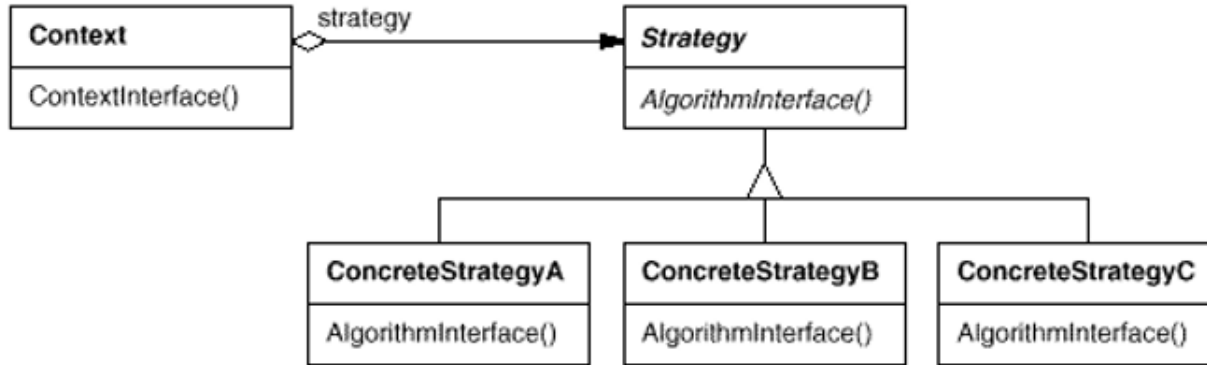 strategy
Context
Strategy
ContextInterface()
AlgorithmInterface()
ConcreteStrategyA
ConcreteStrategyB
ConcreteStrategyC
AlgorithmInterface()
AlgorithmInterface()
AlgorithmInterface()